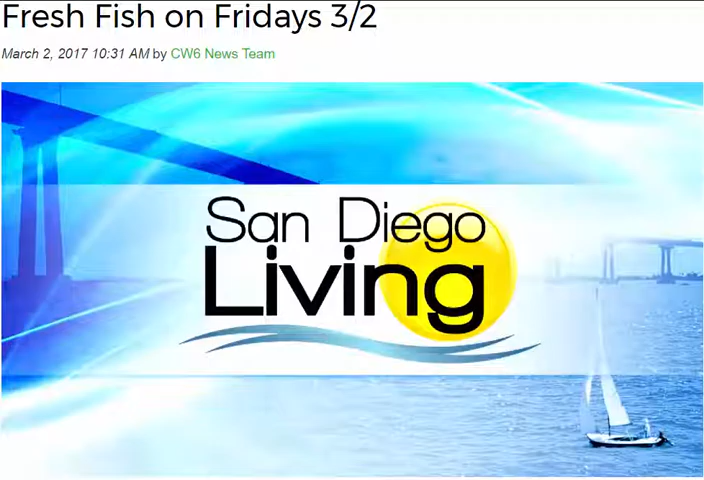 Fresh Fish on Fridays 3/2
March 2, 2017 10:31 AM by CW6 News Team
San Diego
Living